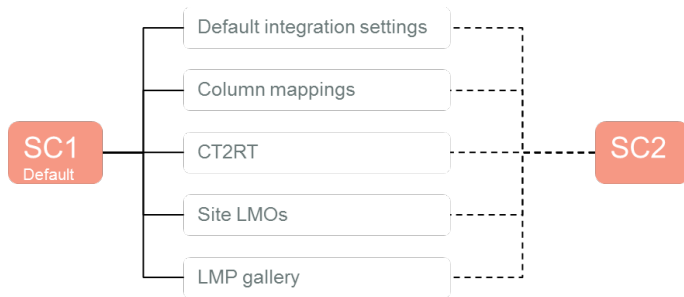 Default integration settings
Column mappings
SC1
Default
CT2RT
SC2
Site LMOs
LMP gallery